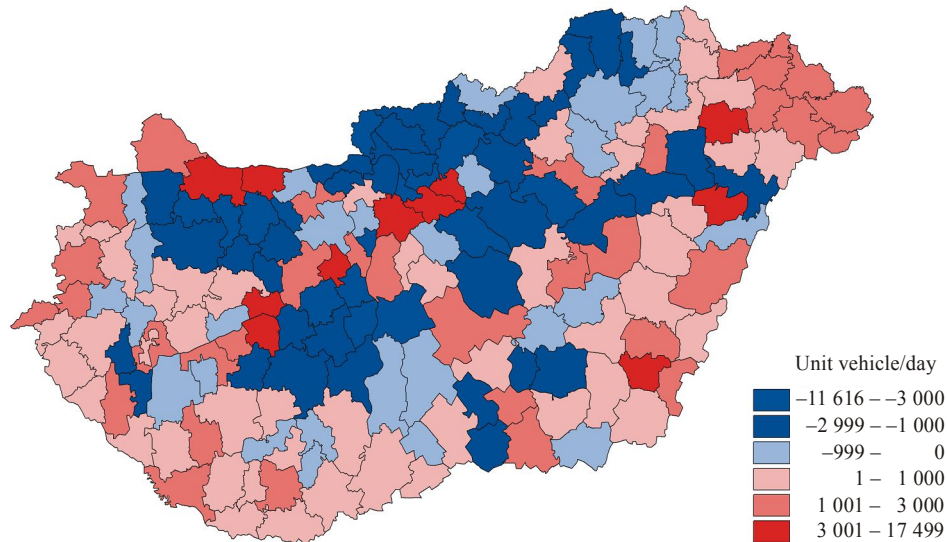 Unit vehicle/day
–11 616 – –3 000
–2 999 – –1 000
–999 – 0
1 – 1 000
1 001 – 3 000
3 001 – 17 499